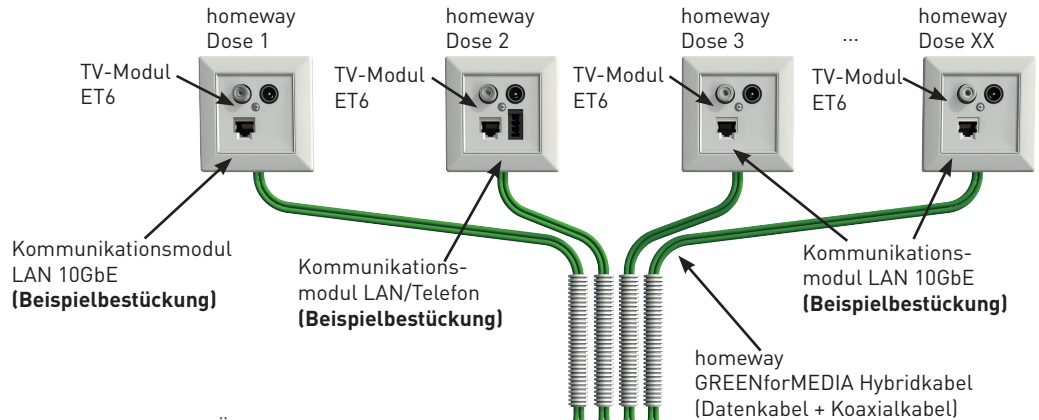 homeway
Dose 1
homeway
Dose 2
homeway
Dose 3
...
homeway
Dose XX
TV-Modul
ET6
TV-Modul
ET6
TV-Modul
ET6
TV-Modul
ET6
Kommunikationsmodul
LAN 10GbE
(Beispielbestückung)
Kommunikations-
modul LAN/Telefon
(Beispielbestückung)
Kommunikations-
modul LAN 10GbE
(Beispielbestückung)
homeway
GREENforMEDIA Hybridkabel
(Datenkabel + Koaxialkabel)